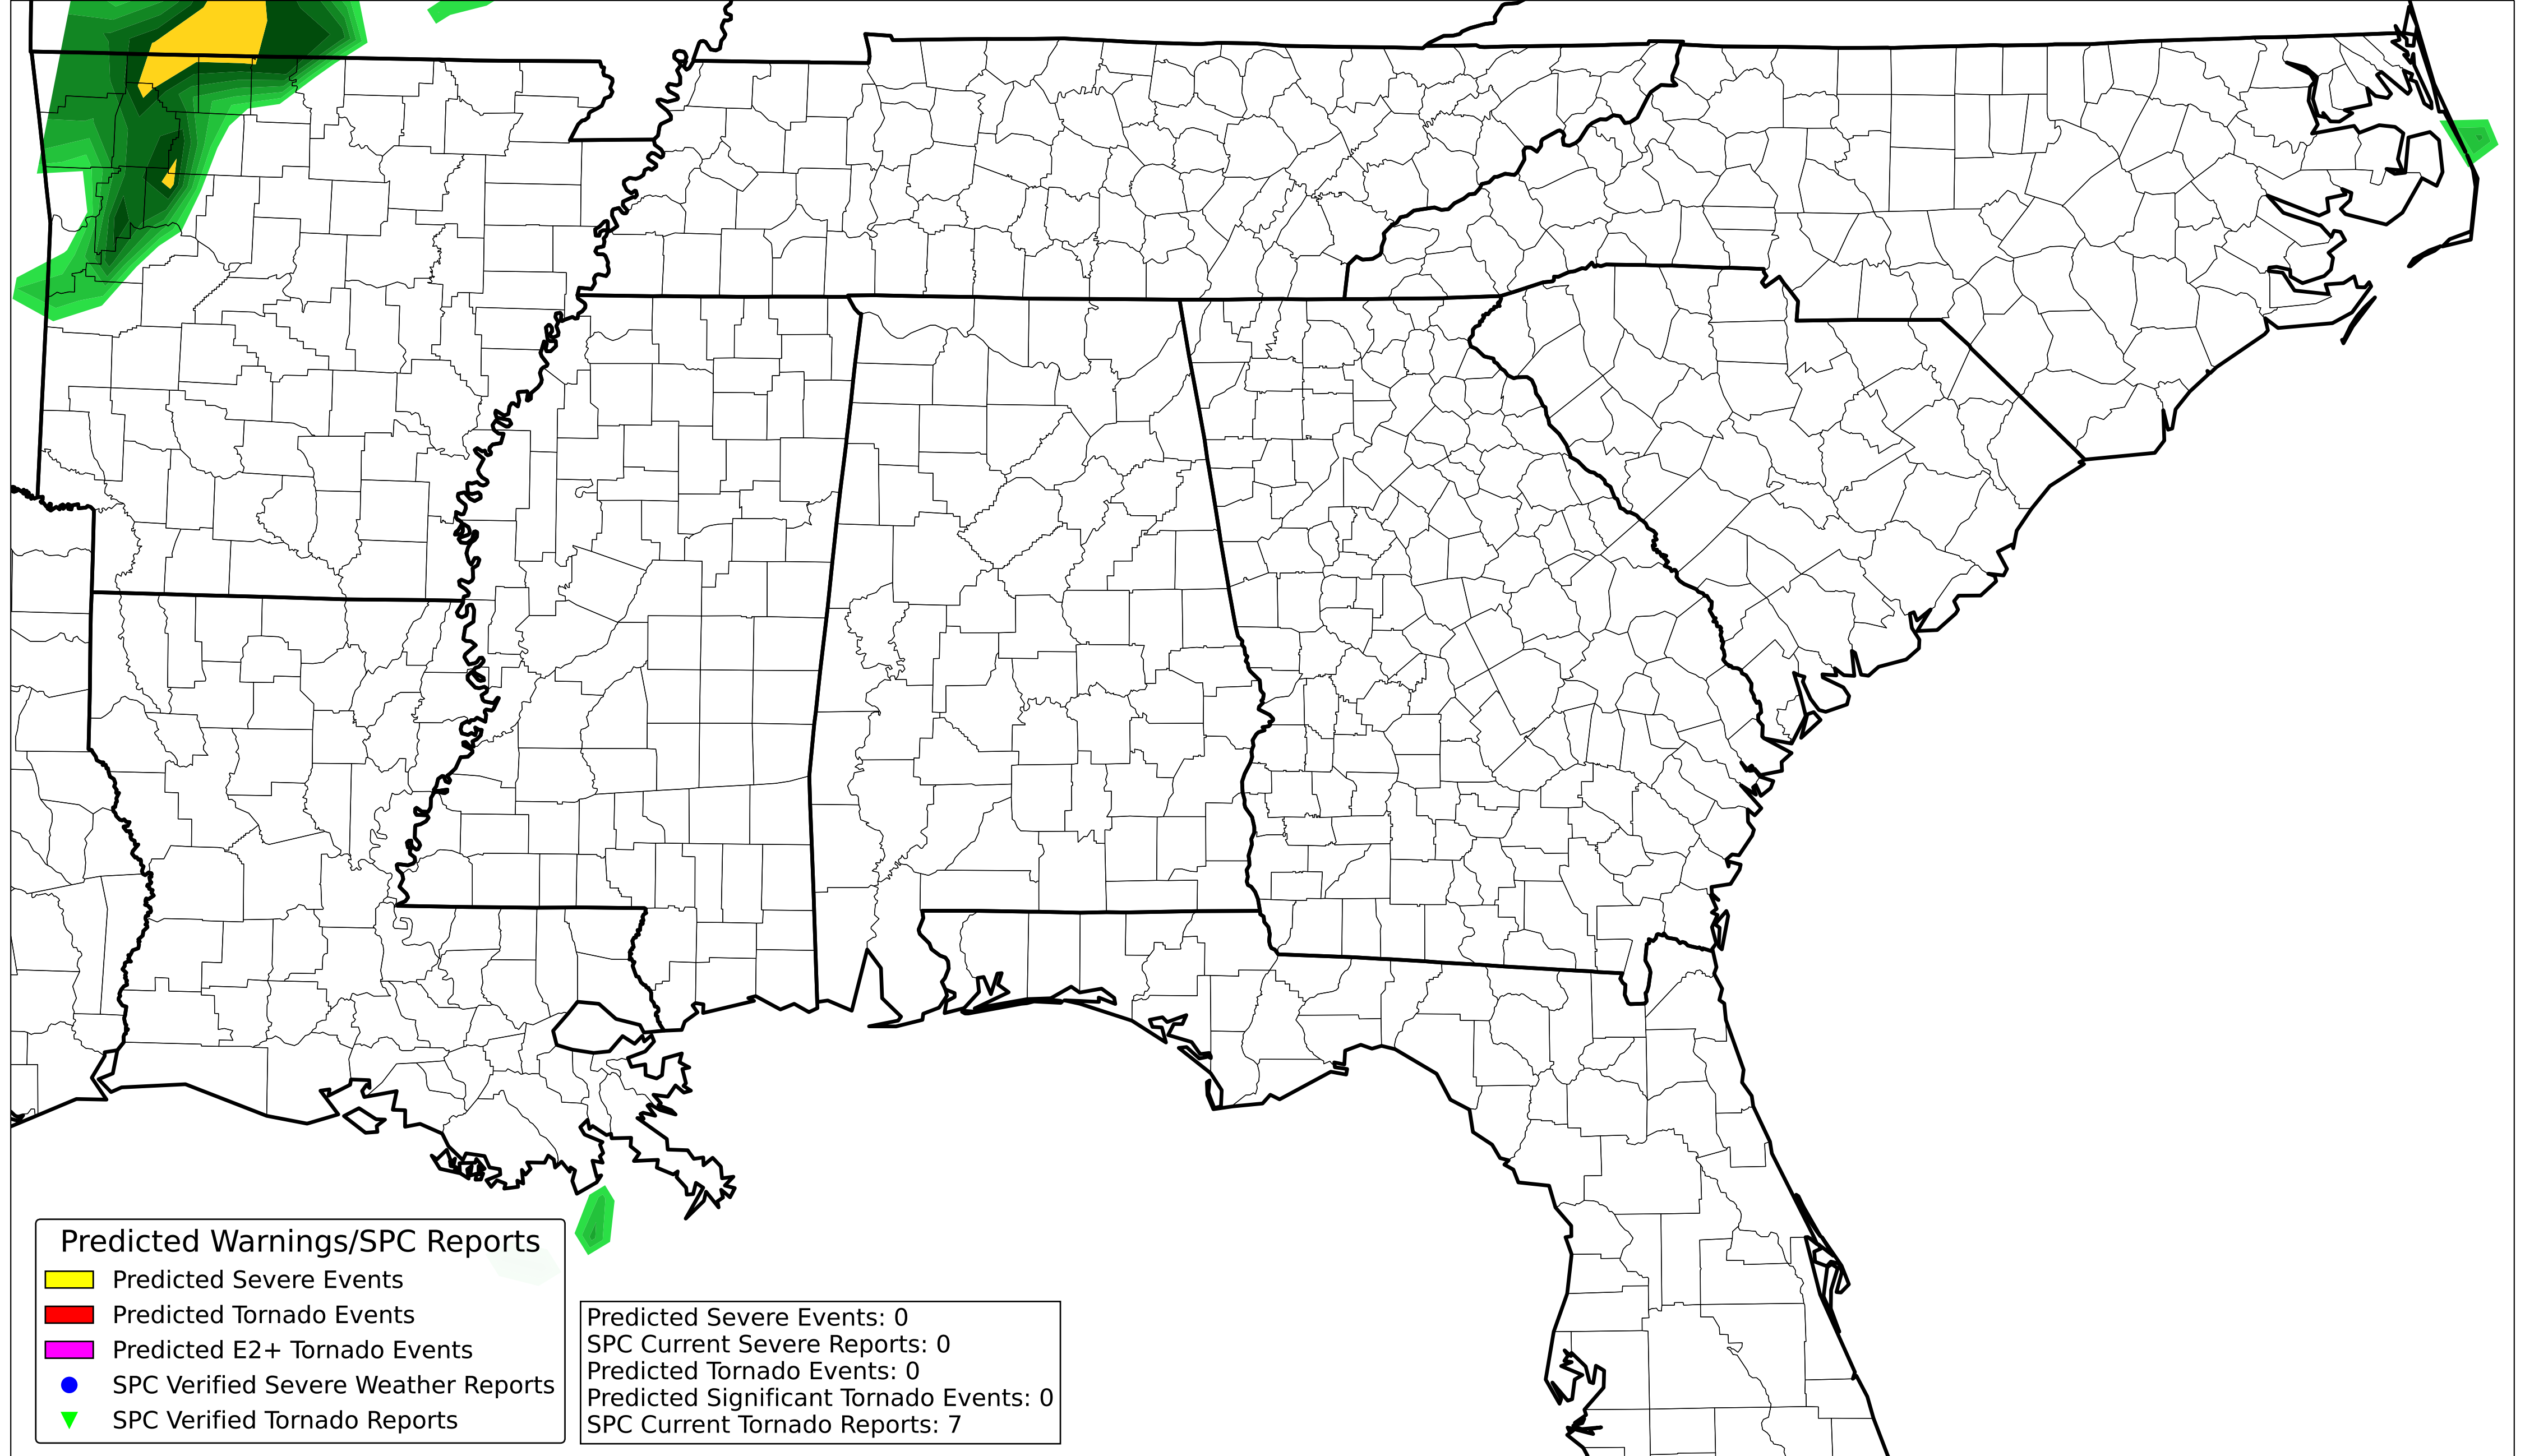 Predicted Warnings/SPC Reports
Predicted Severe Events
Predicted Tornado Events
Predicted E2+ Tornado Events
SPC Verified Severe Weather Reports
SPC Verified Tornado Reports
Predicted Severe Events: 0
SPC Current Severe Reports: 0
Predicted Tornado Events: 0
Predicted Significant Tornado Events: 0
SPC Current Tornado Reports: 7